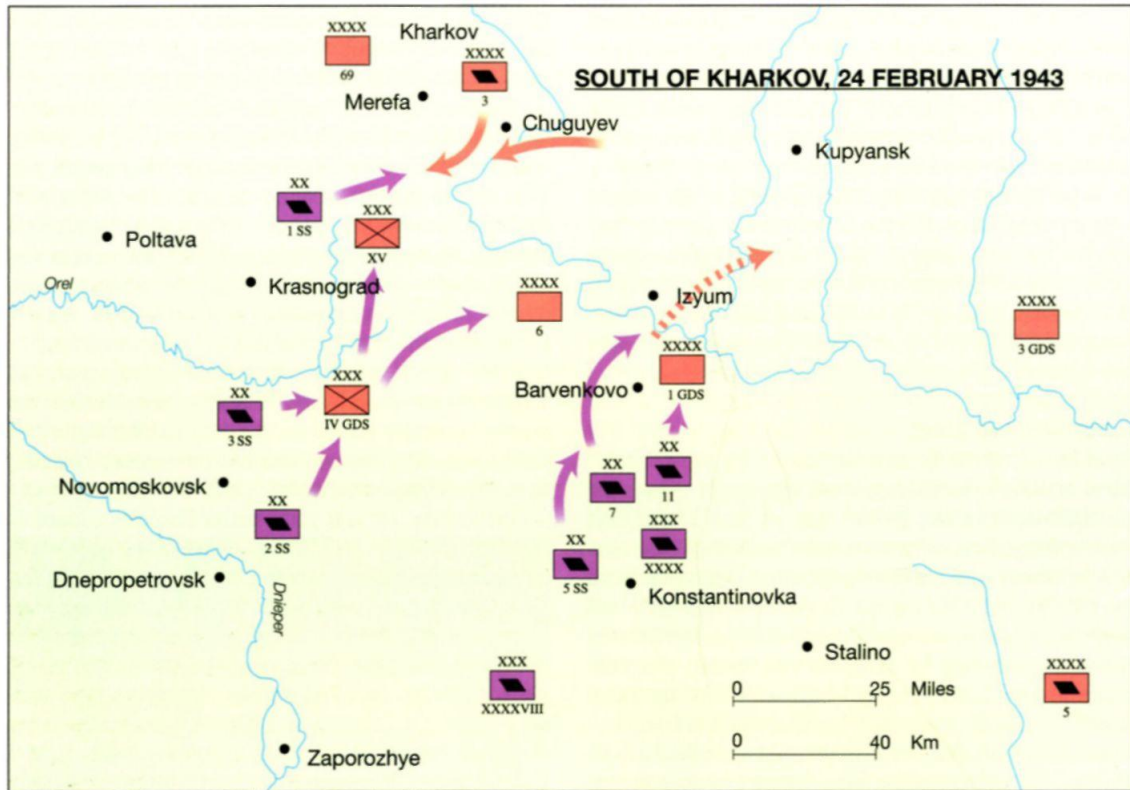 XXXX
69
Kharkov
XXXX
3
SOUTH OF KHARKOV, 24 FEBRUARY 1943
Merefa
Chuguyev
Kupyansk
XX
1 SS
XXX
XV
Poltava
Orel
Krasnograd
XXXX
6
Izyum
XXXX
3 GDS
XXX
IV GDS
XX
3 SS
Barvenkovo
XXXX
1 GDS
Novomoskovsk
XX
2 SS
XX
7
XX
11
XX
5 SS
XXX
XXXX
Dnepropetrovsk
Dnieper
Konstantinovka
Stalino
XXX
XXXXVIII
0 25 Miles
0 40 Km
XXXX
5
Zaporozhye